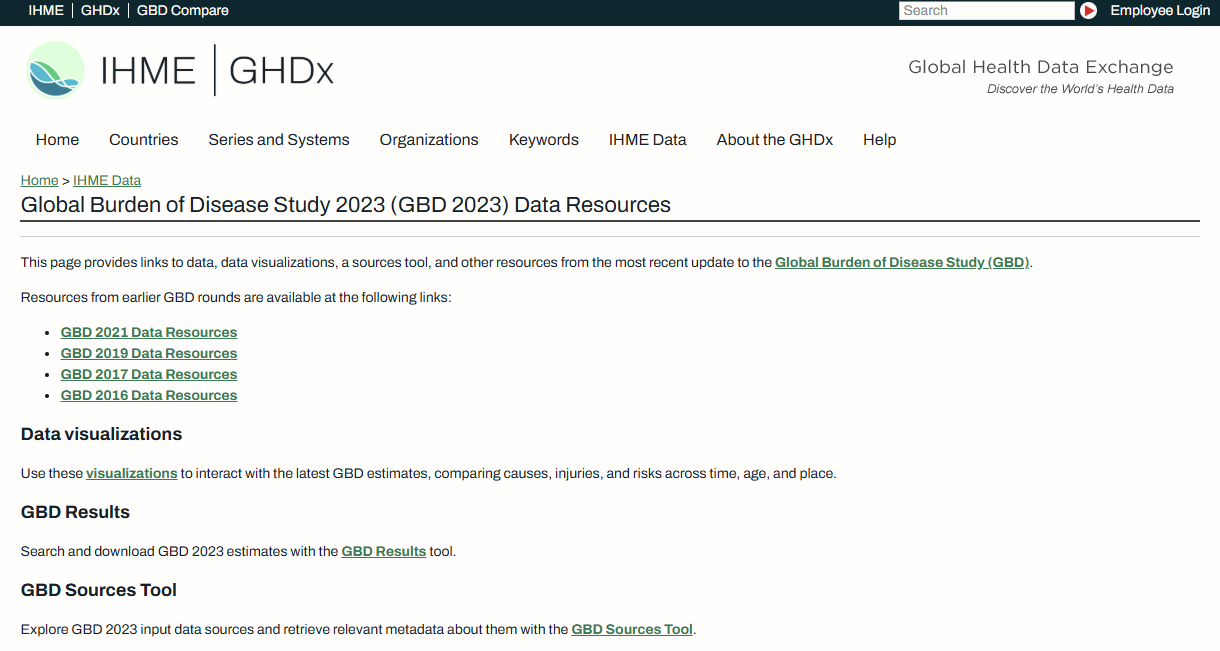 IHME | GHDx | GBD Compare
Search
Employee Login
IHME | GHDx
Global Health Data Exchange
Discover the World's Health Data
Home Countries Series and Systems Organizations Keywords IHME Data About the GHDx Help
Home > IHME Data
Global Burden of Disease Study 2023 (GBD 2023) Data Resources
This page provides links to data, data visualizations, a sources tool, and other resources from the most recent update to the Global Burden of Disease Study (GBD).
Resources from earlier GBD rounds are available at the following links:
• GBD 2021 Data Resources
• GBD 2019 Data Resources
• GBD 2017 Data Resources
• GBD 2016 Data Resources
Data visualizations
Use these visualizations to interact with the latest GBD estimates, comparing causes, injuries, and risks across time, age, and place.
GBD Results
Search and download GBD 2023 estimates with the GBD Results tool.
GBD Sources Tool
Explore GBD 2023 input data sources and retrieve relevant metadata about them with the GBD Sources Tool.